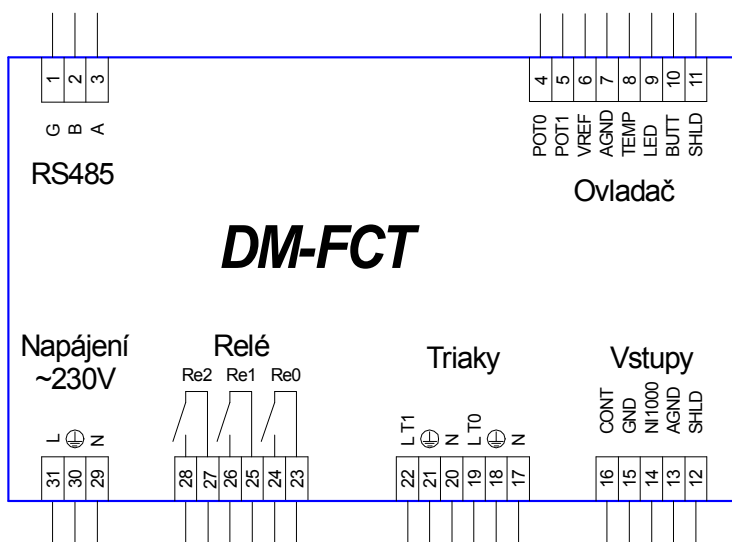 1 2 3
G B A
RS485
4 5 6 7 8 9 10 11
POT0 POT1 VREF AGND TEMP LED BUTT SHLD
Ovladač
DM-FCT
Napájení
~230V
L N
31 30 29
Relé
Re2 Re1 Re0
28 27 26 25 24 23
Triaky
L T1 N L T0 N
22 21 20 19 18 17
Vstupy
CONT GND NI1000 AGND SHLD
16 15 14 13 12